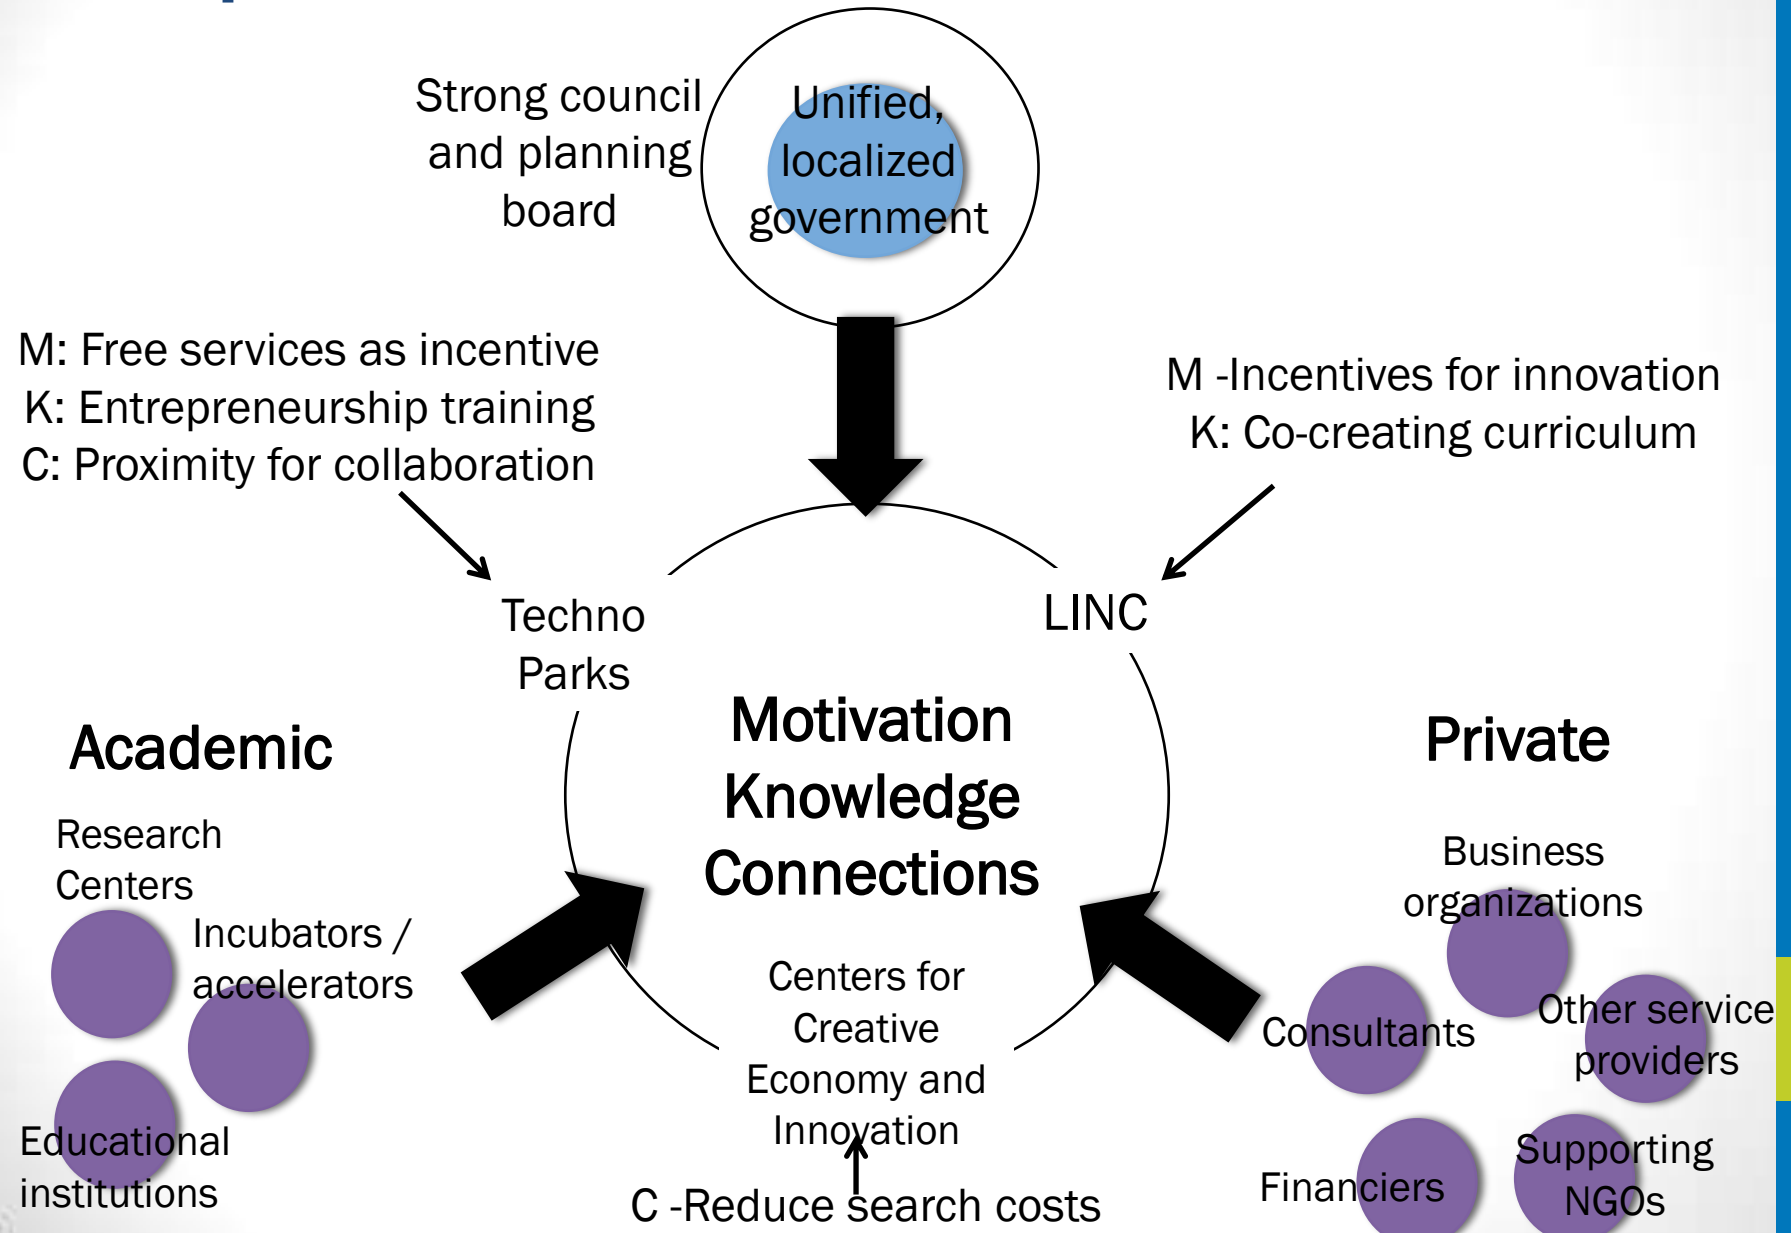 Strong council
and planning
board
Unified,
localized
government
M: Free services as incentive
K: Entrepreneurship training
C: Proximity for collaboration
M -Incentives for innovation
K: Co-creating curriculum
Techno
Parks
LINC
Motivation
Knowledge
Connections
Academic
Research
Centers
Incubators /
accelerators
Educational
institutions
Private
Business
organizations
Consultants
Other service
providers
Financiers
Supporting
NGOs
Centers for
Creative
Economy and
Innovation
C -Reduce search costs